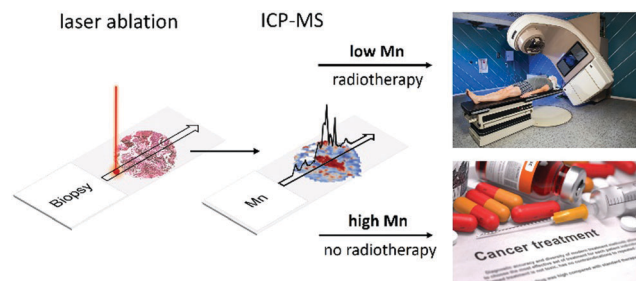 laser ablation
ICP-MS
low Mn
radiotherapy
Biopsy
Mn
high Mn
no radiotherapy
Cancer treatment